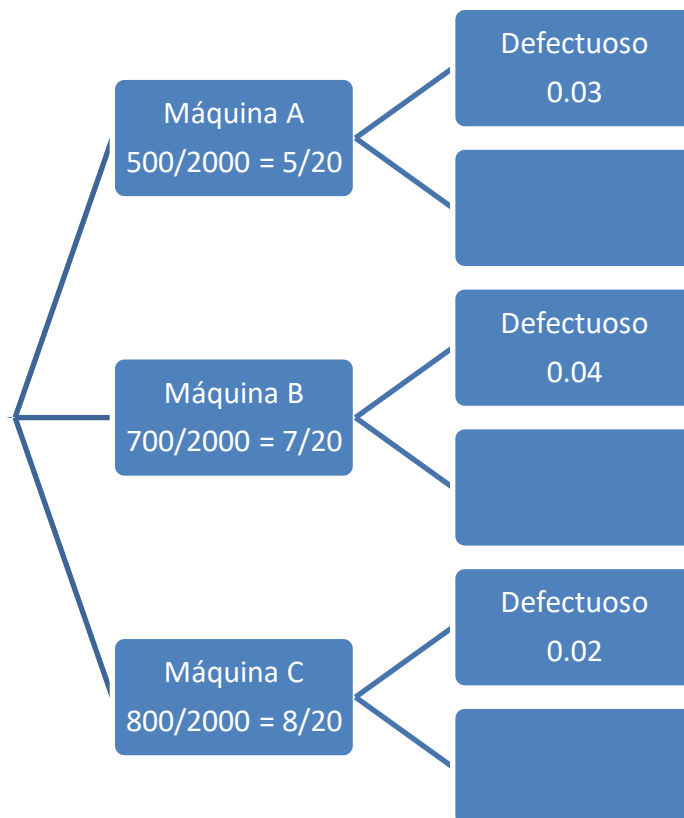 Defectuoso
0.03
Máquina A
500/2000 = 5/20
Defectuoso
0.04
Máquina B
700/2000 = 7/20
Defectuoso
0.02
Máquina C
800/2000 = 8/20